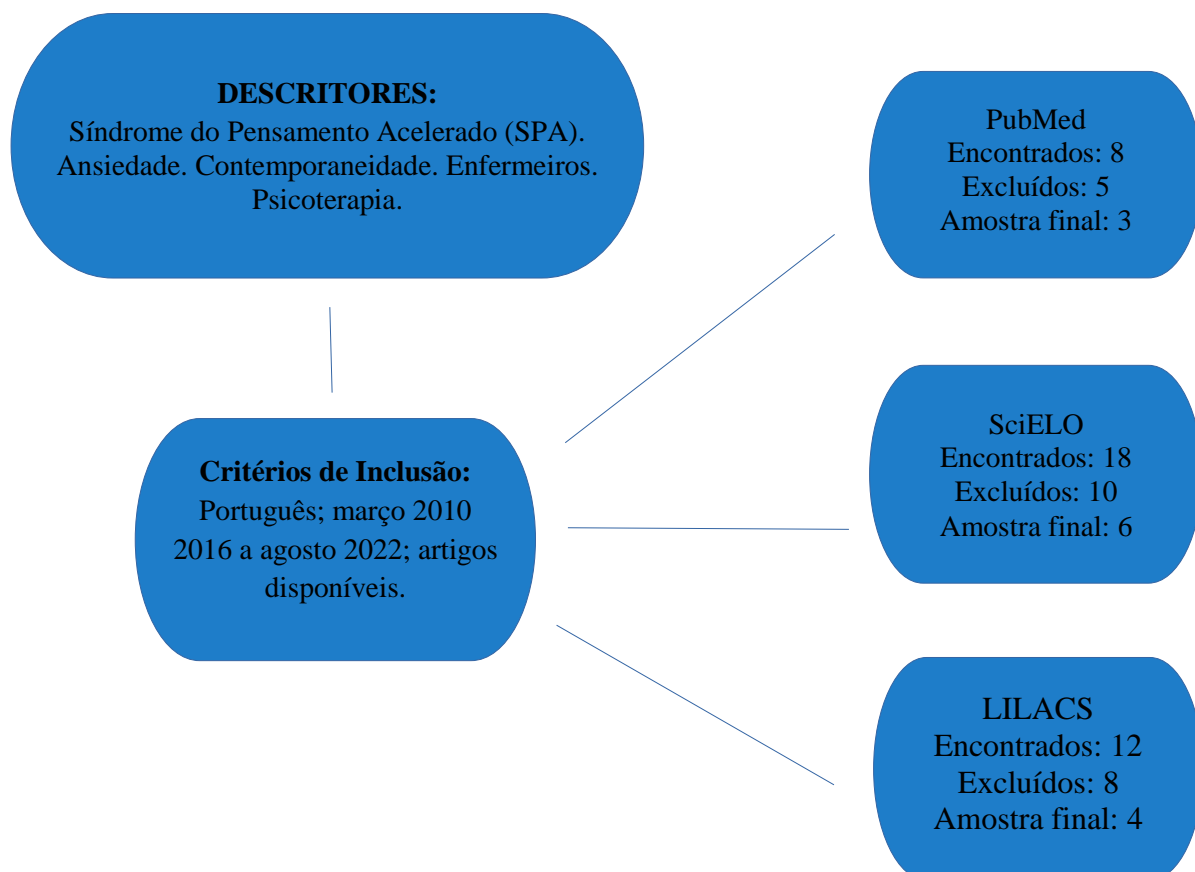 DESCRITORES:
Síndrome do Pensamento Acelerado (SPA).
Ansiedade. Contemporaneidade. Enfermeiros.
Psicoterapia.
Critérios de Inclusão:
Português; março 2010
2016 a agosto 2022; artigos
disponíveis.
PubMed
Encontrados: 8
Excluídos: 5
Amostra final: 3
SciELO
Encontrados: 18
Excluídos: 10
Amostra final: 6
LILACS
Encontrados: 12
Excluídos: 8
Amostra final: 4